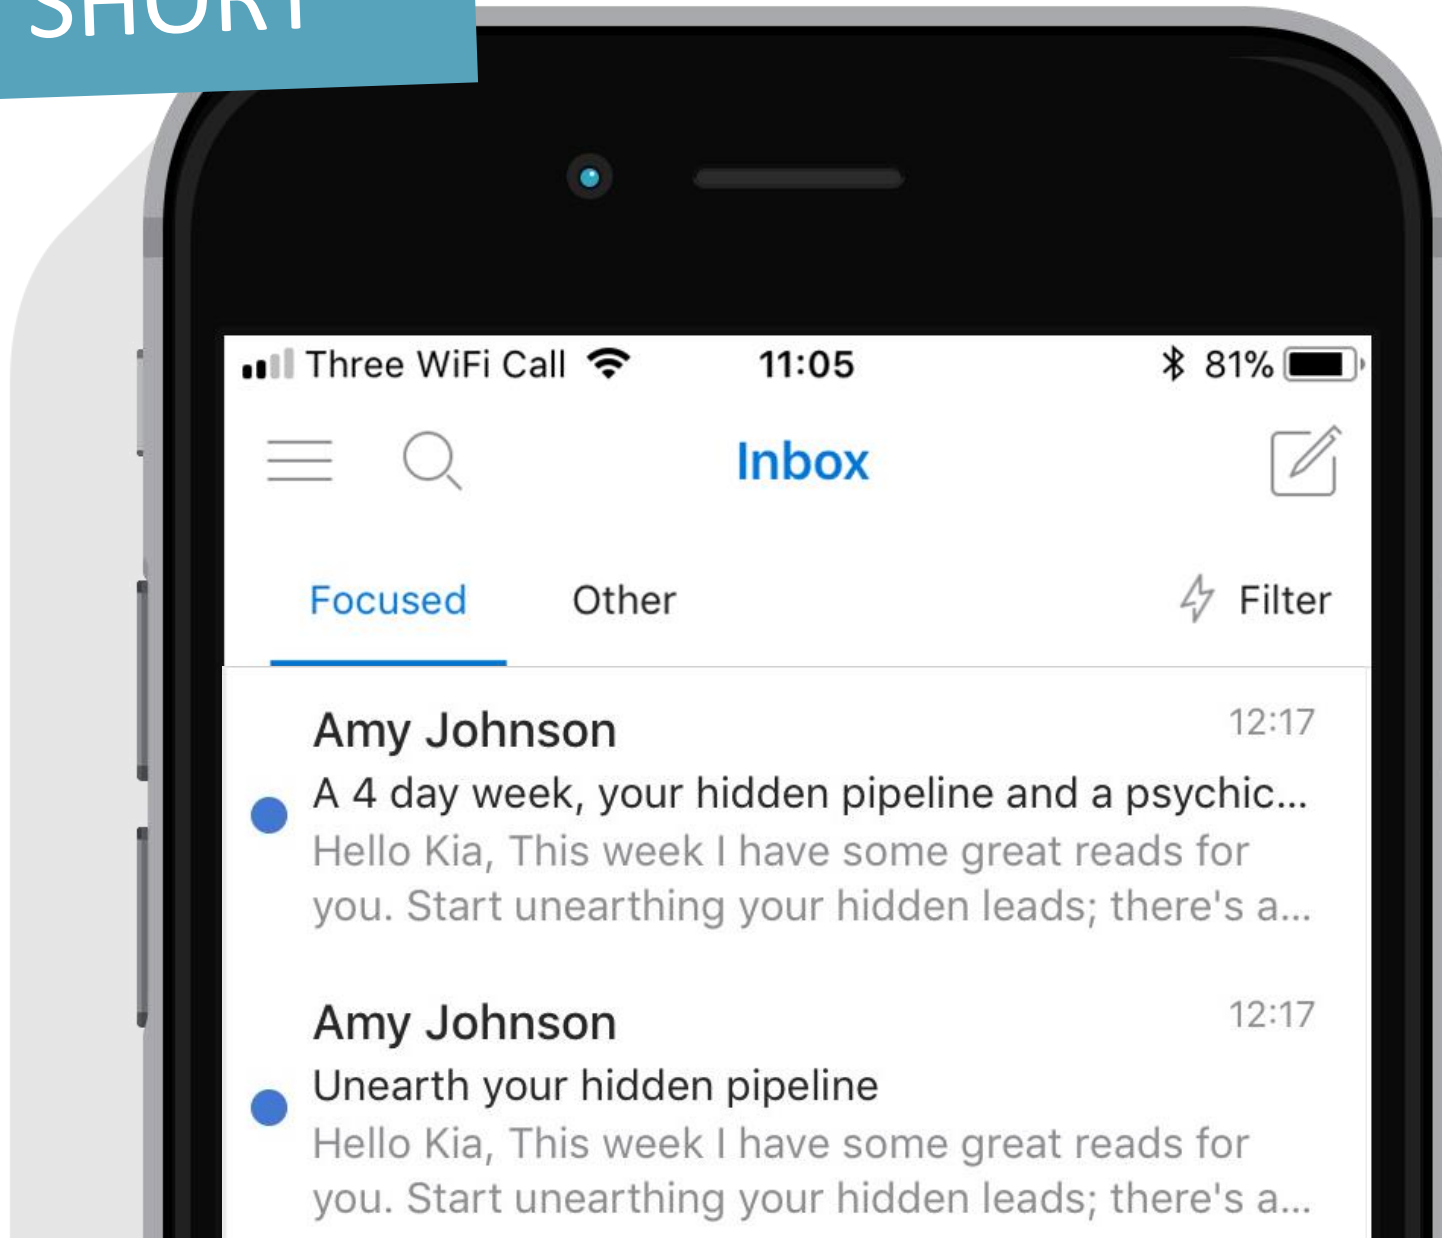 SHORT
Three WiFi Call 11:05 81%
Inbox
Focused Other Filter
Amy Johnson 12:17
A 4 day week, your hidden pipeline and a psychic...
Hello Kia, This week I have some great reads for
you. Start unearthing your hidden leads; there's a...
Amy Johnson 12:17
Unearth your hidden pipeline
Hello Kia, This week I have some great reads for
you. Start unearthing your hidden leads; there's a...